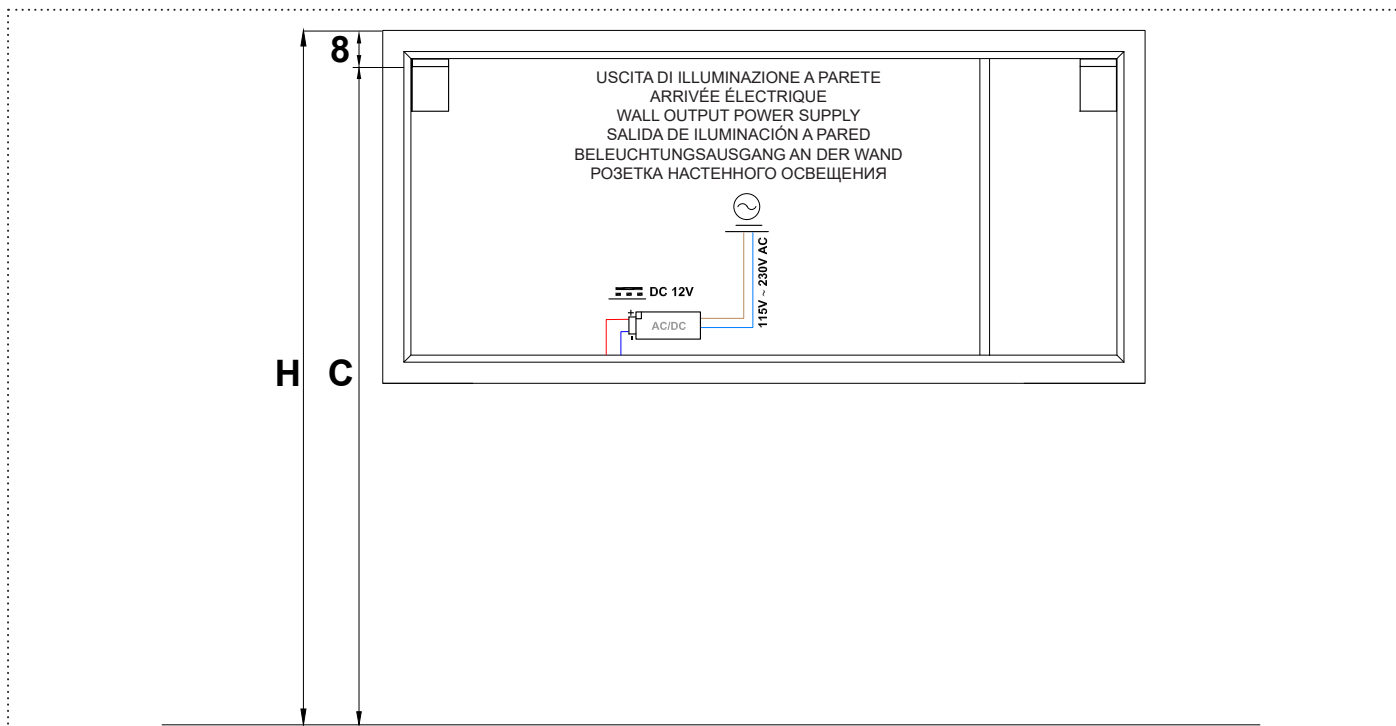 8
USCITA DI ILLUMINAZIONE A PARETE
ARRIVÉE ÉLECTRIQUE
WALL OUTPUT POWER SUPPLY
SALIDA DE ILUMINACIÓN A PARED
BELEUCHTUNGSAUSGANG AN DER WAND
РОЗЕТКА НАСТЕННОГО ОСВЕЩЕНИЯ
115V ~ 230V AC
DC 12V
+
AC/DC
-
H
C